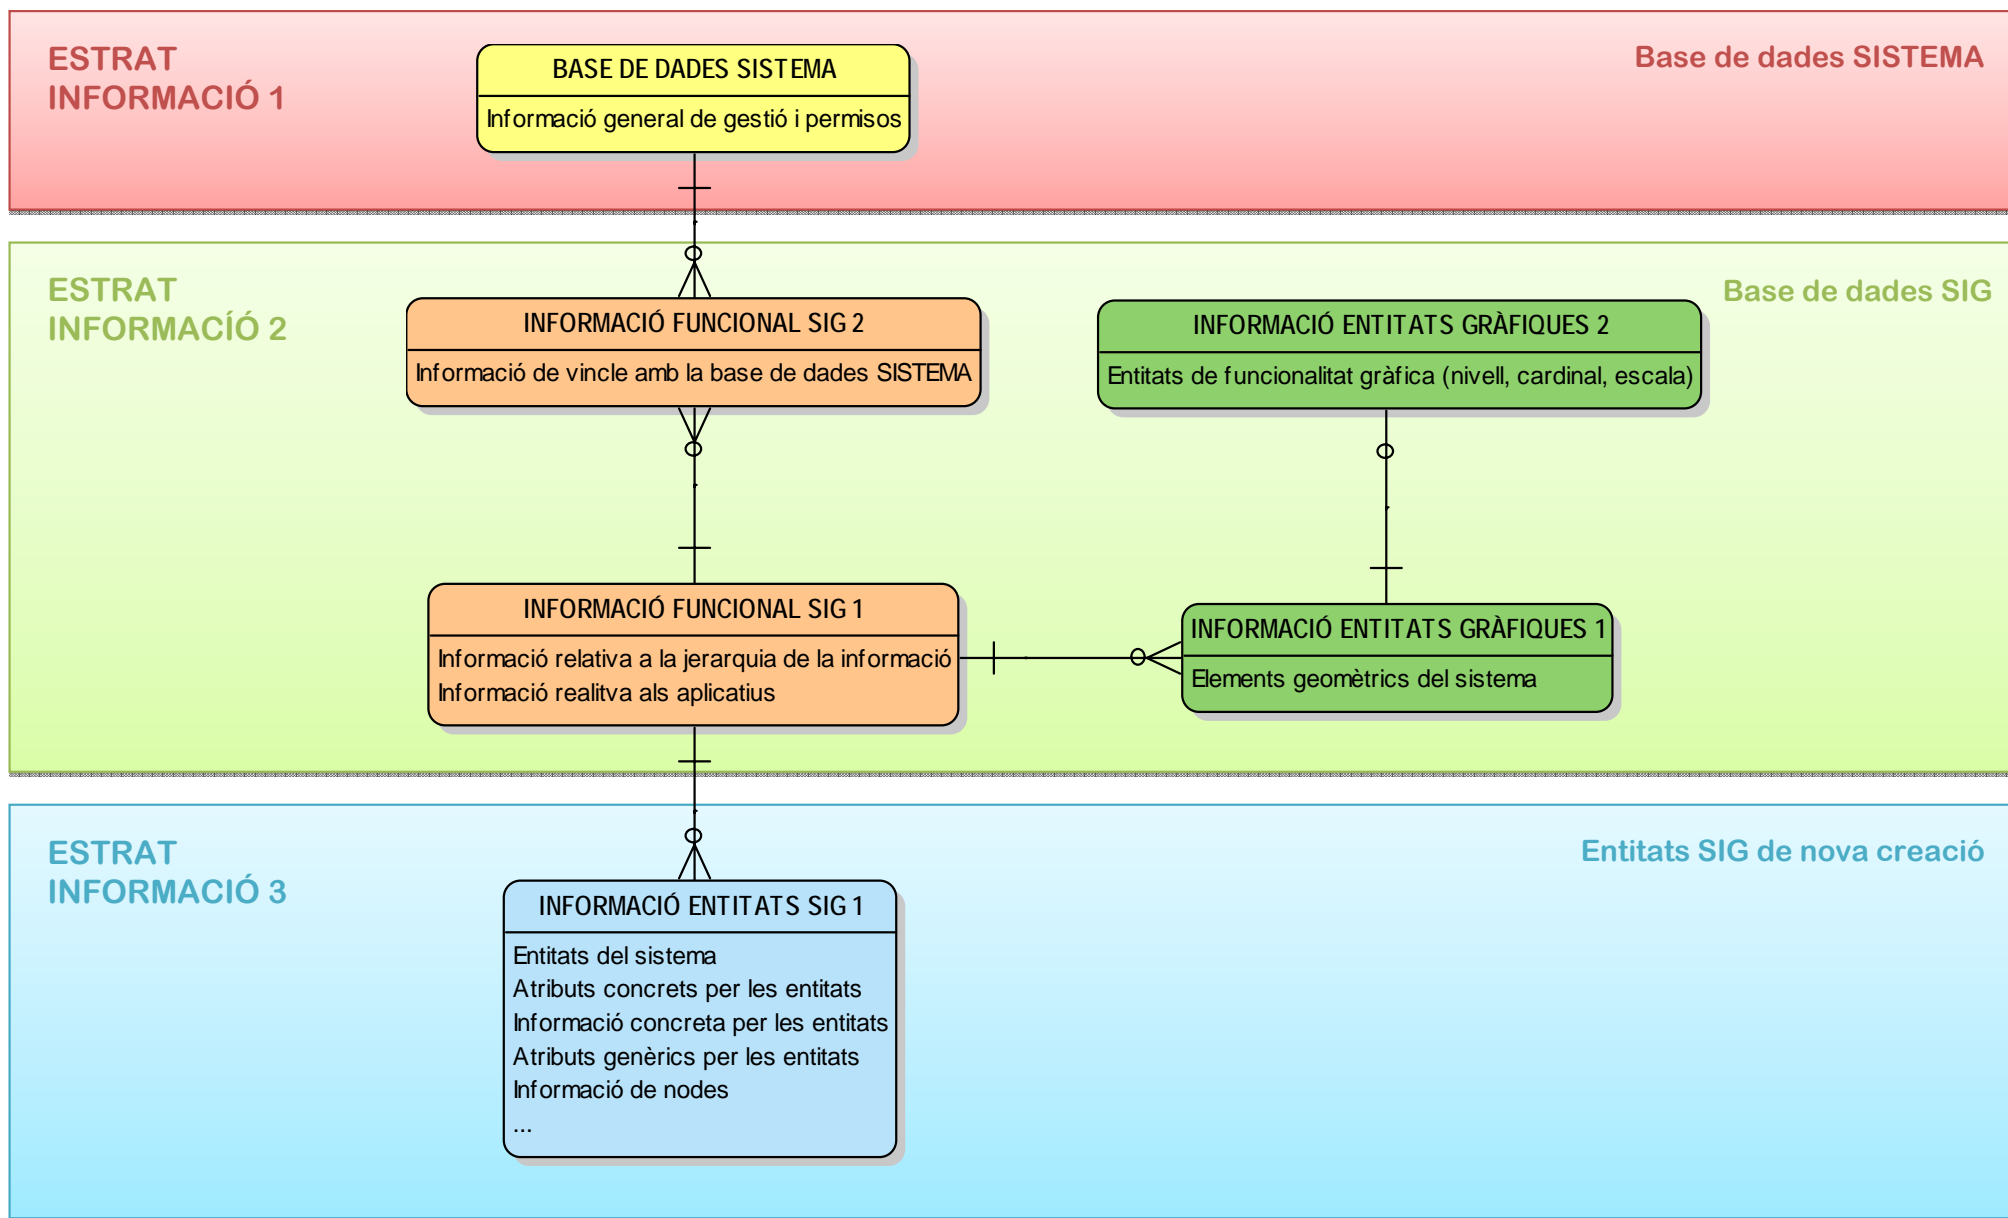 ESTRAT
INFORMACIÓ 1
Base de dades SISTEMA
BASE DE DADES SISTEMA
Informació general de gestió i permisos
ESTRAT
INFORMACÍÓ 2
Base de dades SIG
INFORMACIÓ FUNCIONAL SIG 2
Informació de vincle amb la base de dades SISTEMA
INFORMACIÓ ENTITATS GRÀFIQUES 2
Entitats de funcionalitat gràfica (nivell, cardinal, escala)
INFORMACIÓ FUNCIONAL SIG 1
Informació relativa a la jerarquia de la informació
Informació realitva als aplicatius
INFORMACIÓ ENTITATS GRÀFIQUES 1
Elements geomètrics del sistema
ESTRAT
INFORMACIÓ 3
Entitats SIG de nova creació
INFORMACIÓ ENTITATS SIG 1
Entitats del sistema
Atributs concrets per les entitats
Informació concreta per les entitats
Atributs genèrics per les entitats
Informació de nodes
...